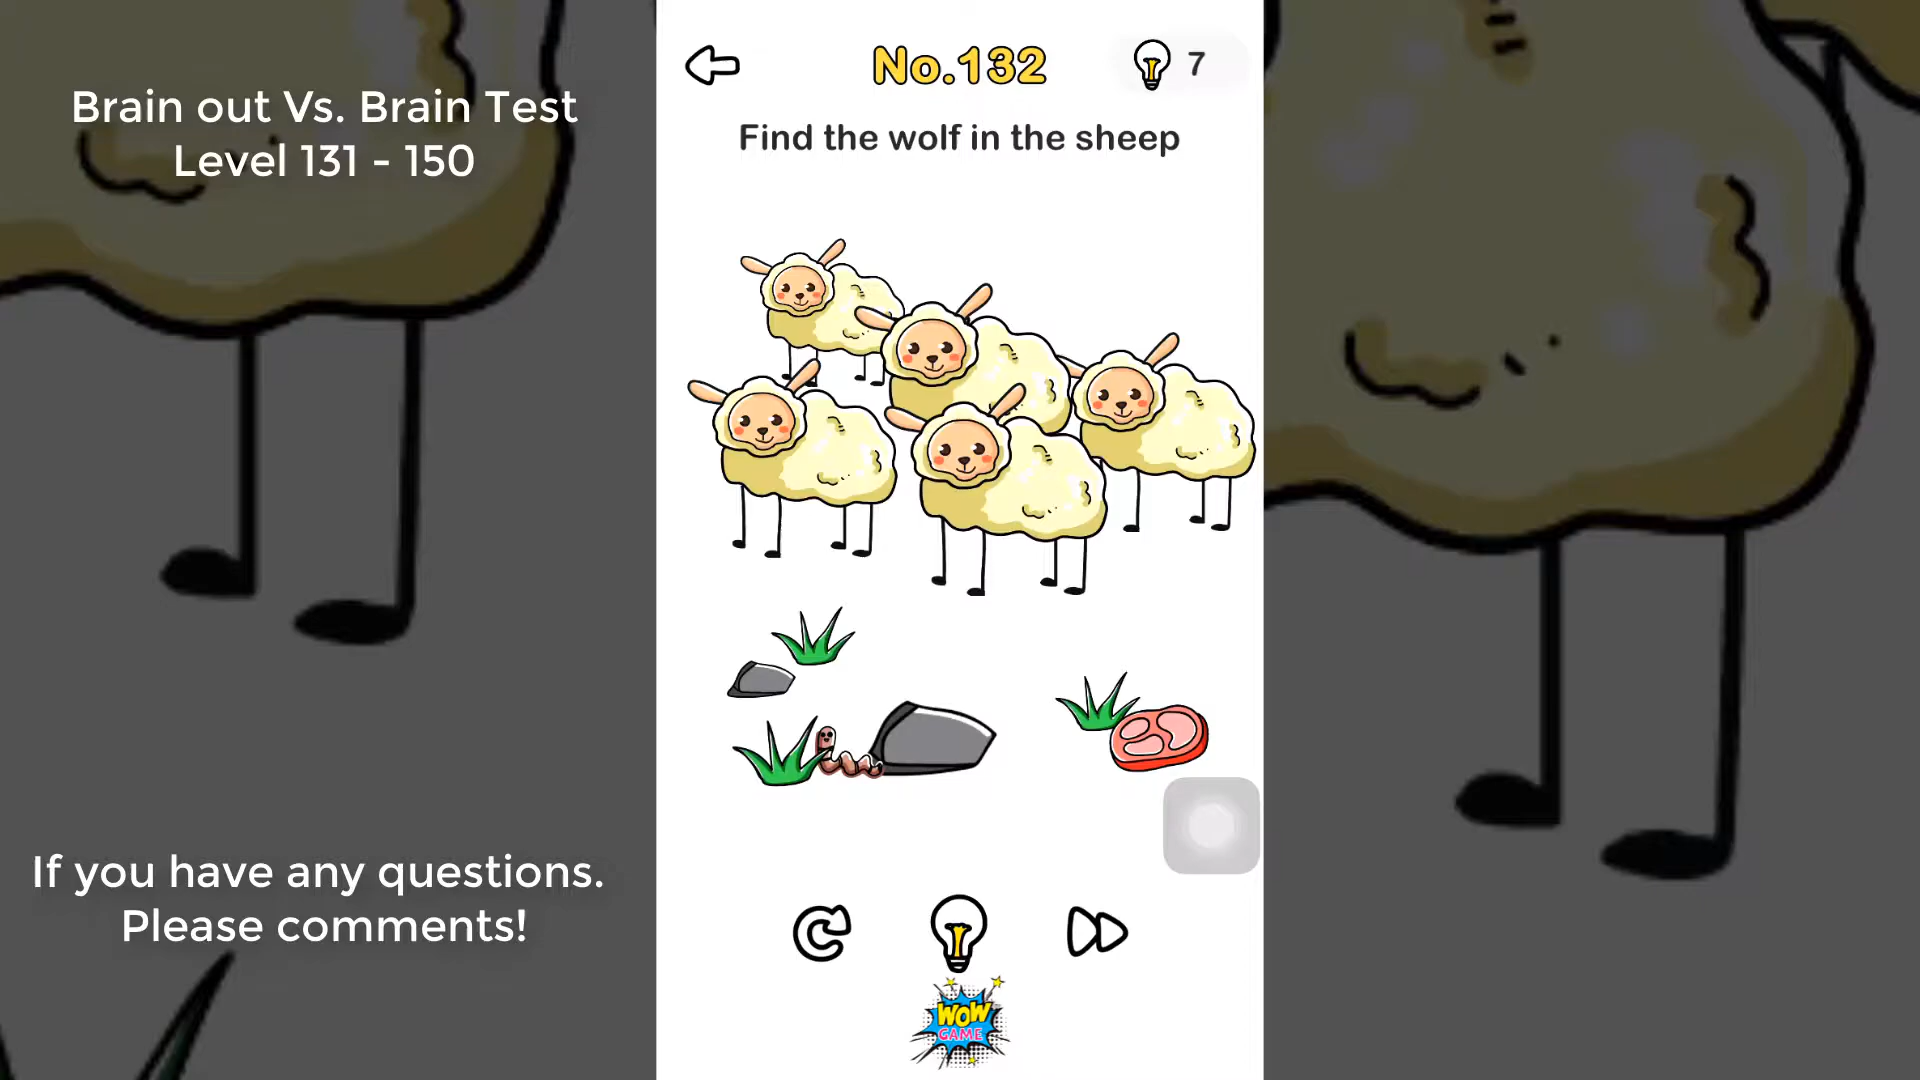 Brain out Vs. Brain Test
Level 131 - 150
No.132
7
Find the wolf in the sheep
If you have any questions.
Please comments!
WOW
GAME